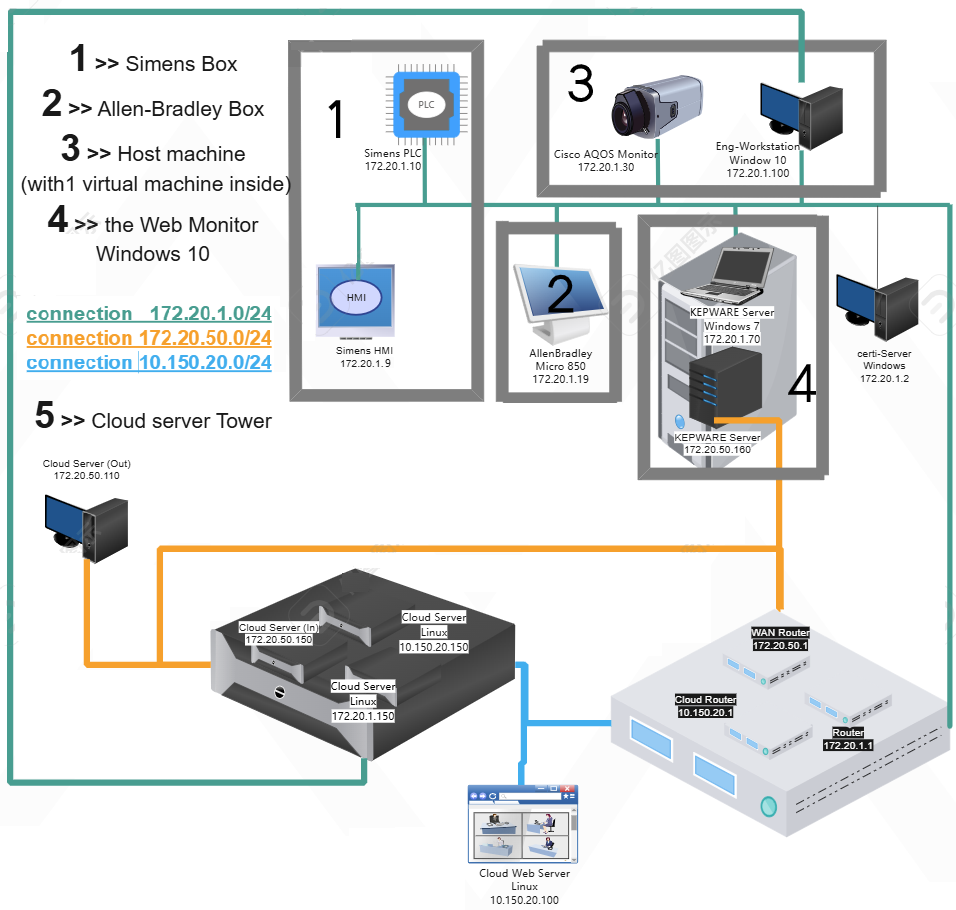 1 >> Simens Box
2 >> Allen-Bradley Box
3 >> Host machine
(with1 virtual machine inside)
4 >> the Web Monitor
Windows 10
connection 172.20.1.0/24
connection 172.20.50.0/24
connection 10.150.20.0/24
5 >> Cloud server Tower
1
PLC
Simens PLC
172.20.1.10
HMI
Simens HMI
172.20.1.9
2
AllenBradley
Micro 850
172.20.1.19
3
Cisco AQOS Monitor
172.20.1.30
Eng-Workstation
Window 10
172.20.1.100
KEPWARE Server
Windows 7
172.20.1.70
4
KEPWARE Server
172.20.50.160
certi-Server
Windows
172.20.1.2
Cloud Server (Out)
172.20.50.110
Cloud Server (In)
172.20.50.150
Cloud Server
Linux
10.150.20.150
Cloud Server
Linux
172.20.1.150
WAN Router
172.20.50.1
Cloud Router
10.150.20.1
Router
172.20.1.1
Cloud Web Server
Linux
10.150.20.100